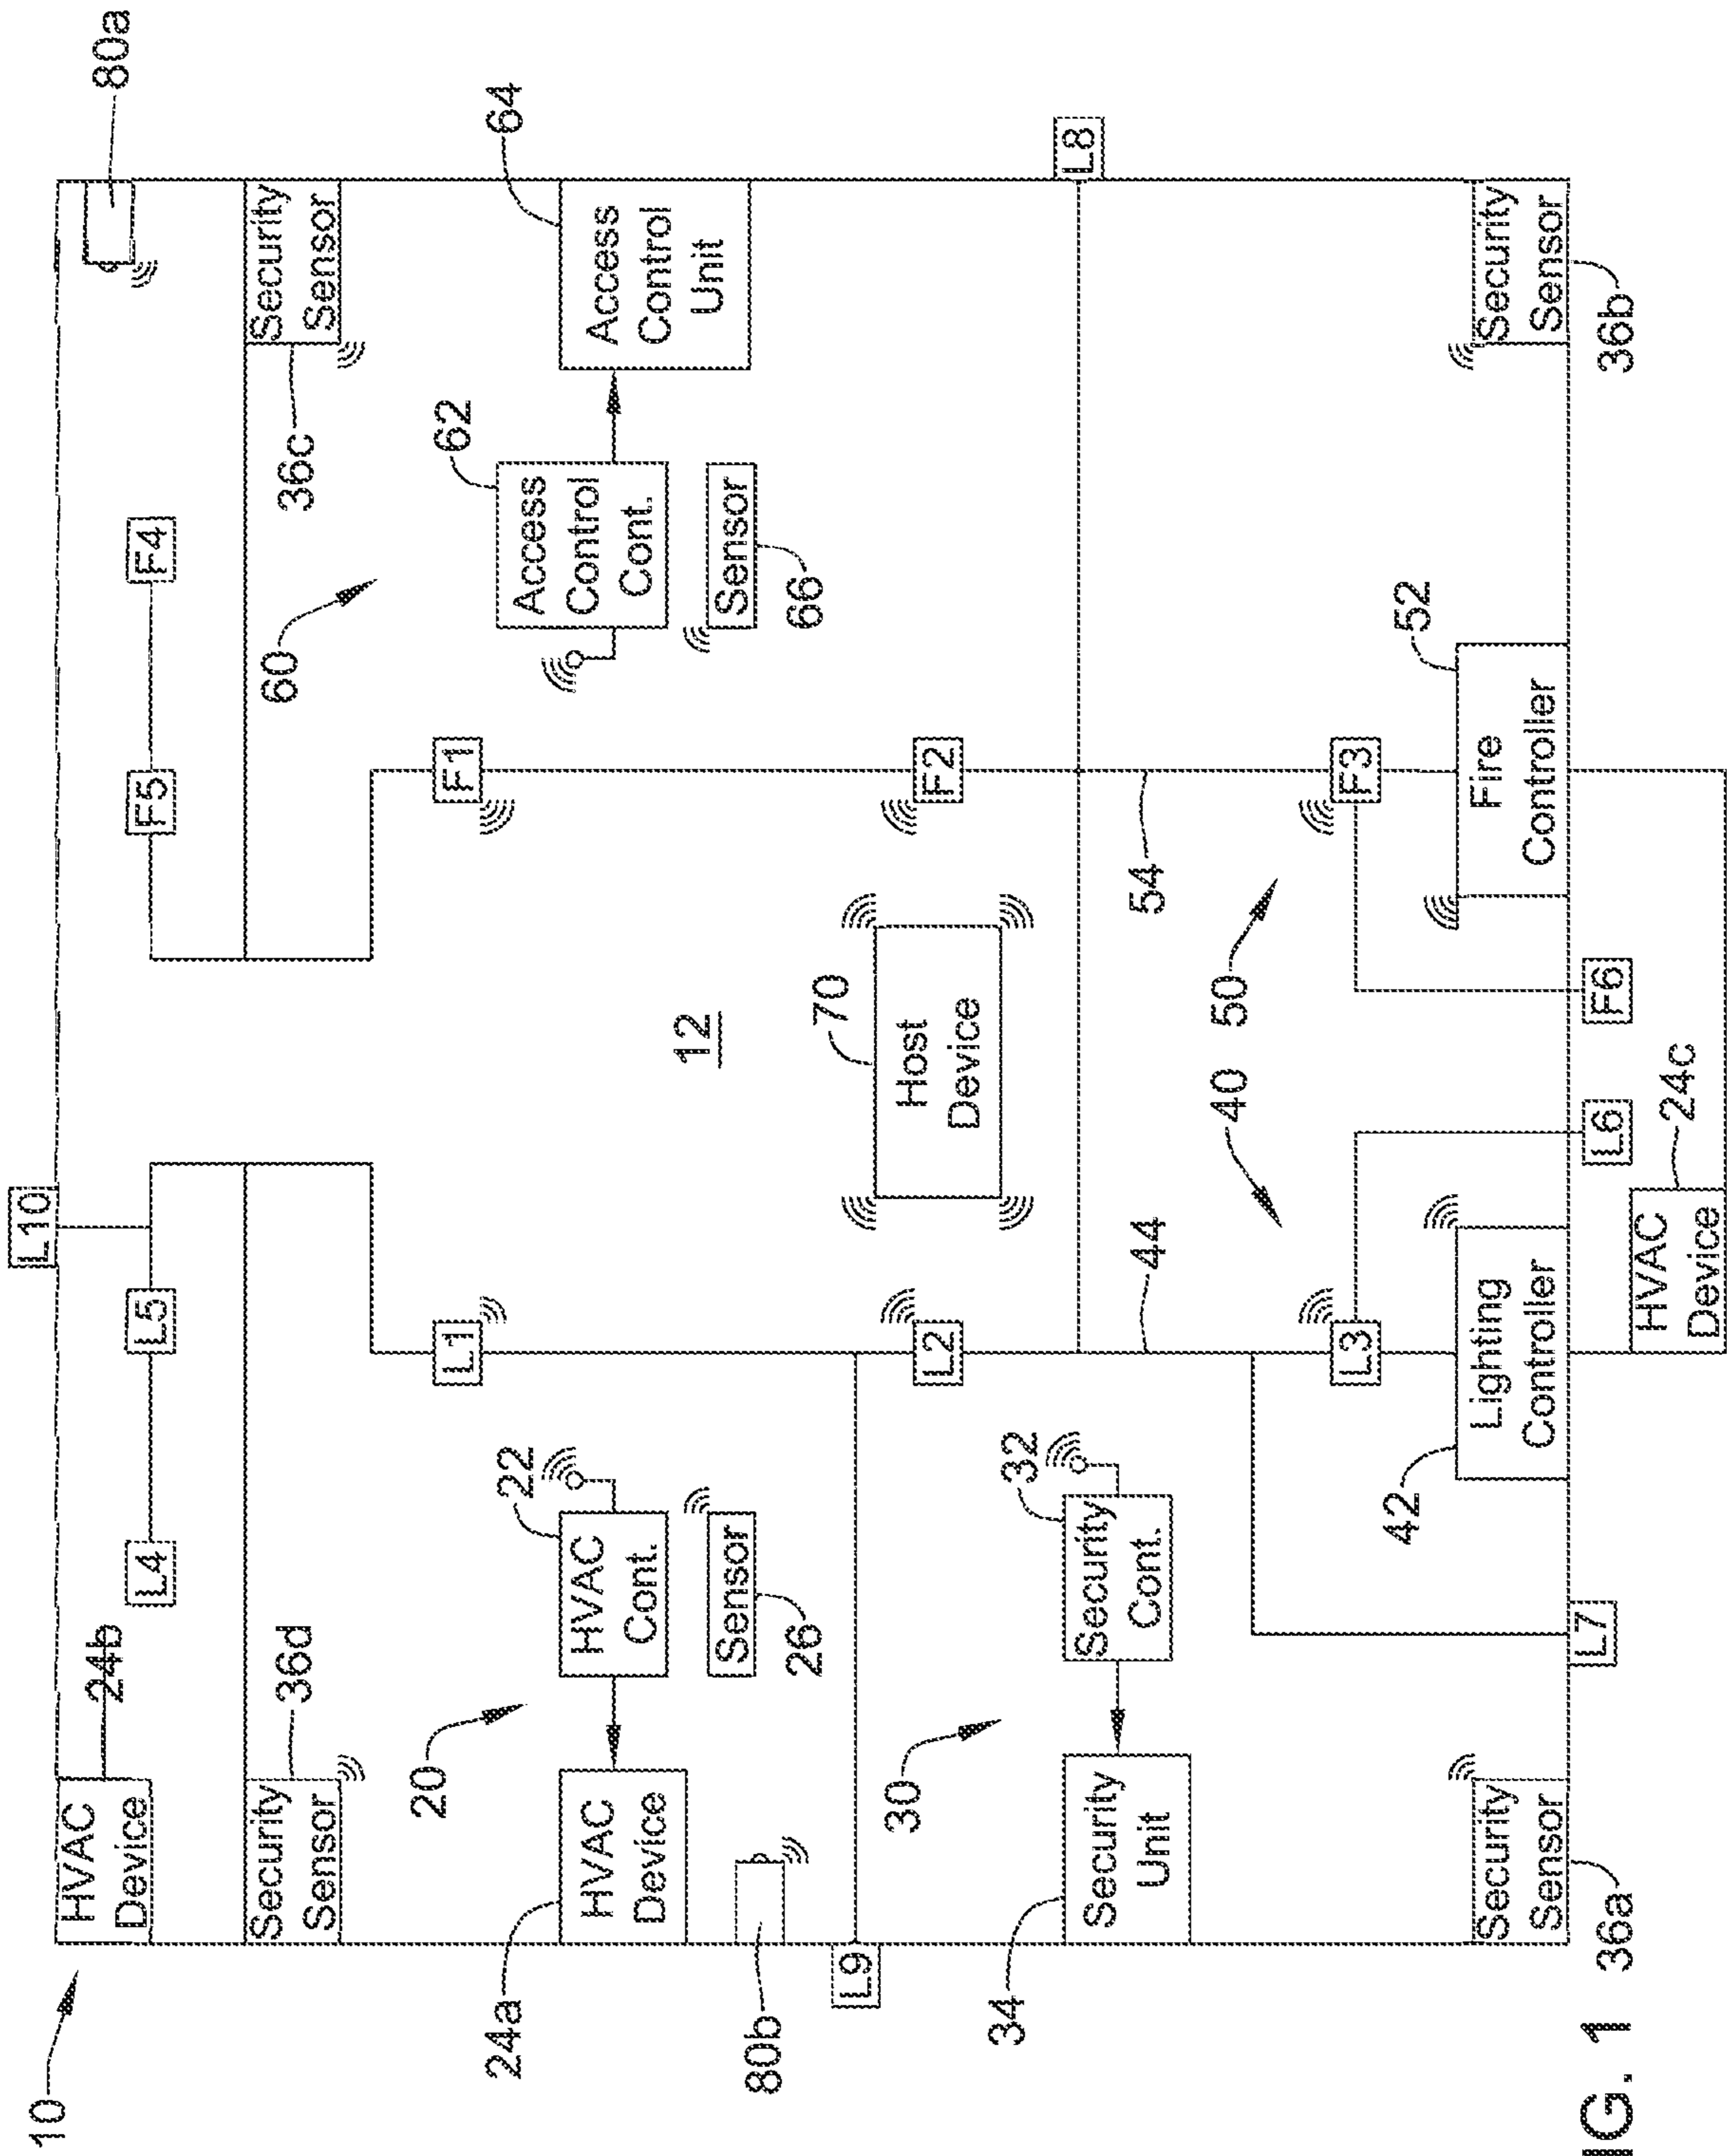 10
HVAC
Device
24b
L4
L5
L10
F5
F4
80a
Security
Sensor
36d
Security
Sensor
36c
60
20
22
HVAC
Cont.
HVAC
Device
24a
Sensor
26
80b
L1
F1
62
Access
Control
Cont.
64
Access
Control
Unit
Sensor
66
12
L9
L2
70
Host
Device
F2
30
32
Security
Cont.
Security
Unit
34
44
54
L8
40
50
L3
F3
42
Lighting
Controller
52
Fire
Controller
Security
Sensor
36a
Security
Sensor
36b
L7
L6
F6
HVAC
Device
24c
IG. 1